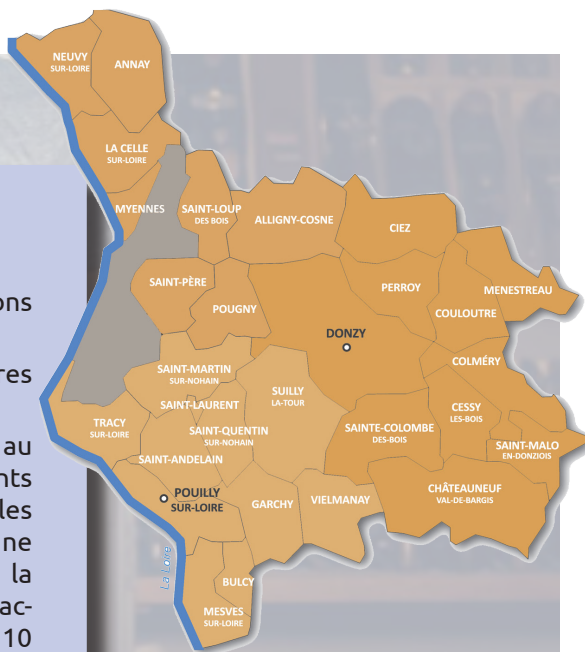 NEUVY
SUR-LOIRE
ANNAY
LA CELLE
SUR-LOIRE
MYENNES
SAINT-LOUP
DES BOIS
ALLIGNY-COSNE
CIEZ
SAINT-PÈRE
POUGNY
PERROY
COULOUTRE
MENESTREAU
DONZY
COLMÉRY
SAINT-MARTIN
SUR-NOHAIN
SAINT-LAURENT
SUILLY
LA-TOUR
CESSY
LES-BOIS
TRACY
SUR-LOIRE
SAINT-QUENTIN
SUR-NOHAIN
SAINTE-COLOMBE
DES-BOIS
SAINT-MALO
EN-DONZIOIS
SAINT-ANDELAIN
POUILLY
SUR-LOIRE
GARCHY
VIELMANAY
CHÂTEAUNEUF
VAL-DE-BARGIS
La Loire
BULCY
MESVES
SUR-LOIRE
ons
res
au
nts
les
ne
la
ac-
10